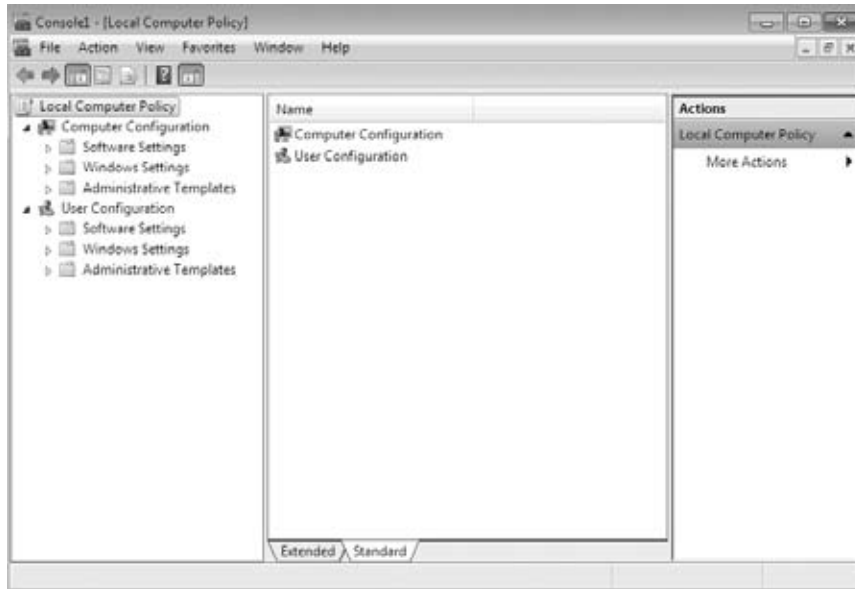 Console1 - [Local Computer Policy]
File Action View Favorites Window Help
Local Computer Policy
Computer Configuration
Software Settings
Windows Settings
Administrative Templates
User Configuration
Software Settings
Windows Settings
Administrative Templates
Name
Computer Configuration
User Configuration
Extended Standard
Actions
Local Computer Policy
More Actions